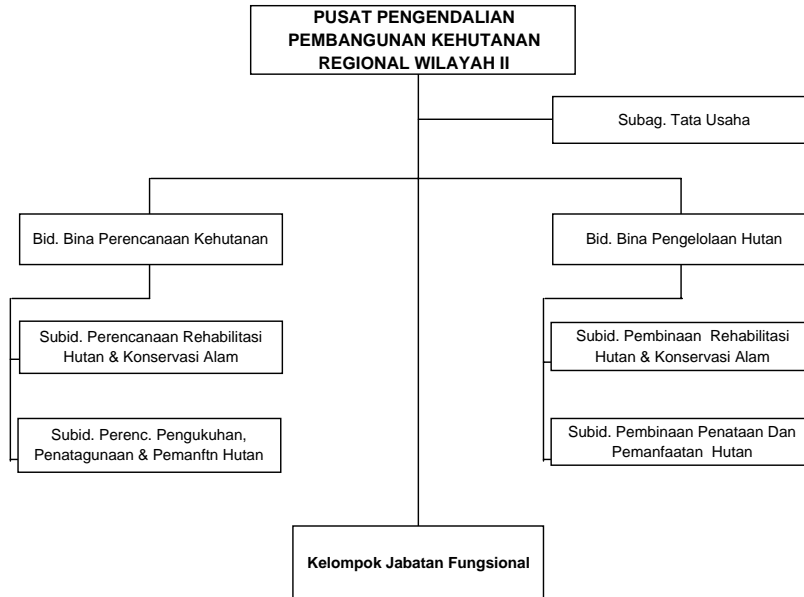 PUSAT PENGENDALIAN
PEMBANGUNAN KEHUTANAN
REGIONAL WILAYAH II
Subag. Tata Usaha
Bid. Bina Perencanaan Kehutanan
Bid. Bina Pengelolaan Hutan
Subid. Perencanaan Rehabilitasi
Hutan & Konservasi Alam
Subid. Pembinaan Rehabilitasi
Hutan & Konservasi Alam
Subid. Perenc. Pengukuhan,
Penatagunaan & Pemanftn Hutan
Subid. Pembinaan Penataan Dan
Pemanfaatan Hutan
Kelompok Jabatan Fungsional